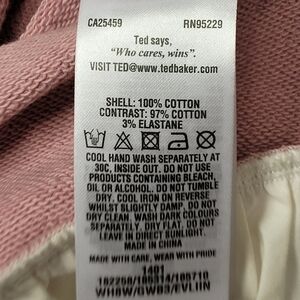 CA25459 RN95229
Ted says,
"Who cares, wins".
VISIT TED@www.tedbaker.com
SHELL: 100% COTTON
CONTRAST: 97% COTTON
3% ELASTANE
COOL HAND WASH SEPARATELY AT
30C, INSIDE OUT. DO NOT USE
PRODUCTS CONTAINING BLEACH,
OIL OR ALCOHOL. DO NOT TUMBLE
DRY. COOL IRON ON REVERSE
WHILST SLIGHTLY DAMP. DO NOT
DRY CLEAN. WASH DARK COLOURS
SEPARATELY. DRY FLAT. DO NOT
LEAVE IN DIRECT SUNLIGHT.
MADE IN CHINA
MADE WITH CARE, WEAR WITH PRIDE